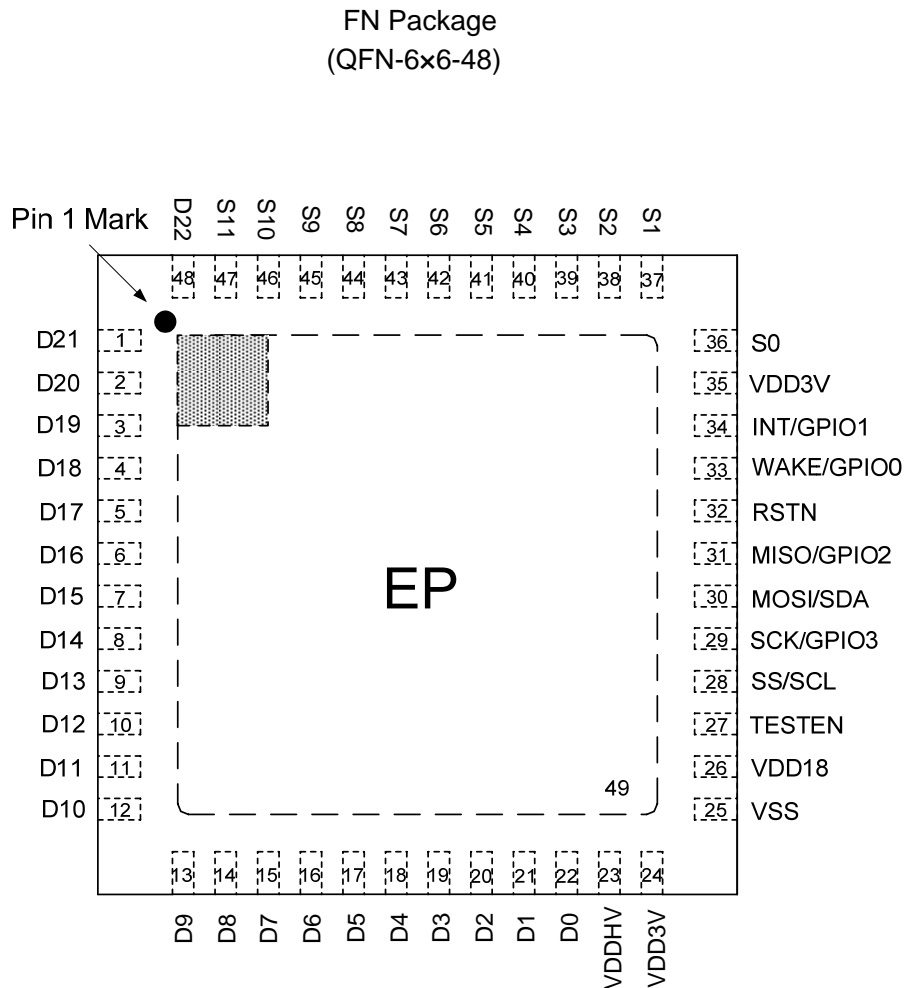 FN Package
(QFN-6×6-48)
Pin 1 Mark
D22 S11 S10 S9 S8 S7 S6 S5 S4 S3 S2 S1
48 47 46 45 44 43 42 41 40 39 38 37
D21 1 36 S0
D20 2 35 VDD3V
D19 3 34 INT/GPIO1
D18 4 33 WAKE/GPIO0
D17 5 32 RSTN
D16 6 31 MISO/GPIO2
EP
D15 7 30 MOSI/SDA
D14 8 29 SCK/GPIO3
D13 9 28 SS/SCL
D12 10 27 TESTEN
D11 11 26 VDD18
49
D10 12 25 VSS
13 14 15 16 17 18 19 20 21 22 23 24
D9 D8 D7 D6 D5 D4 D3 D2 D1 D0 VDDHV VDD3V